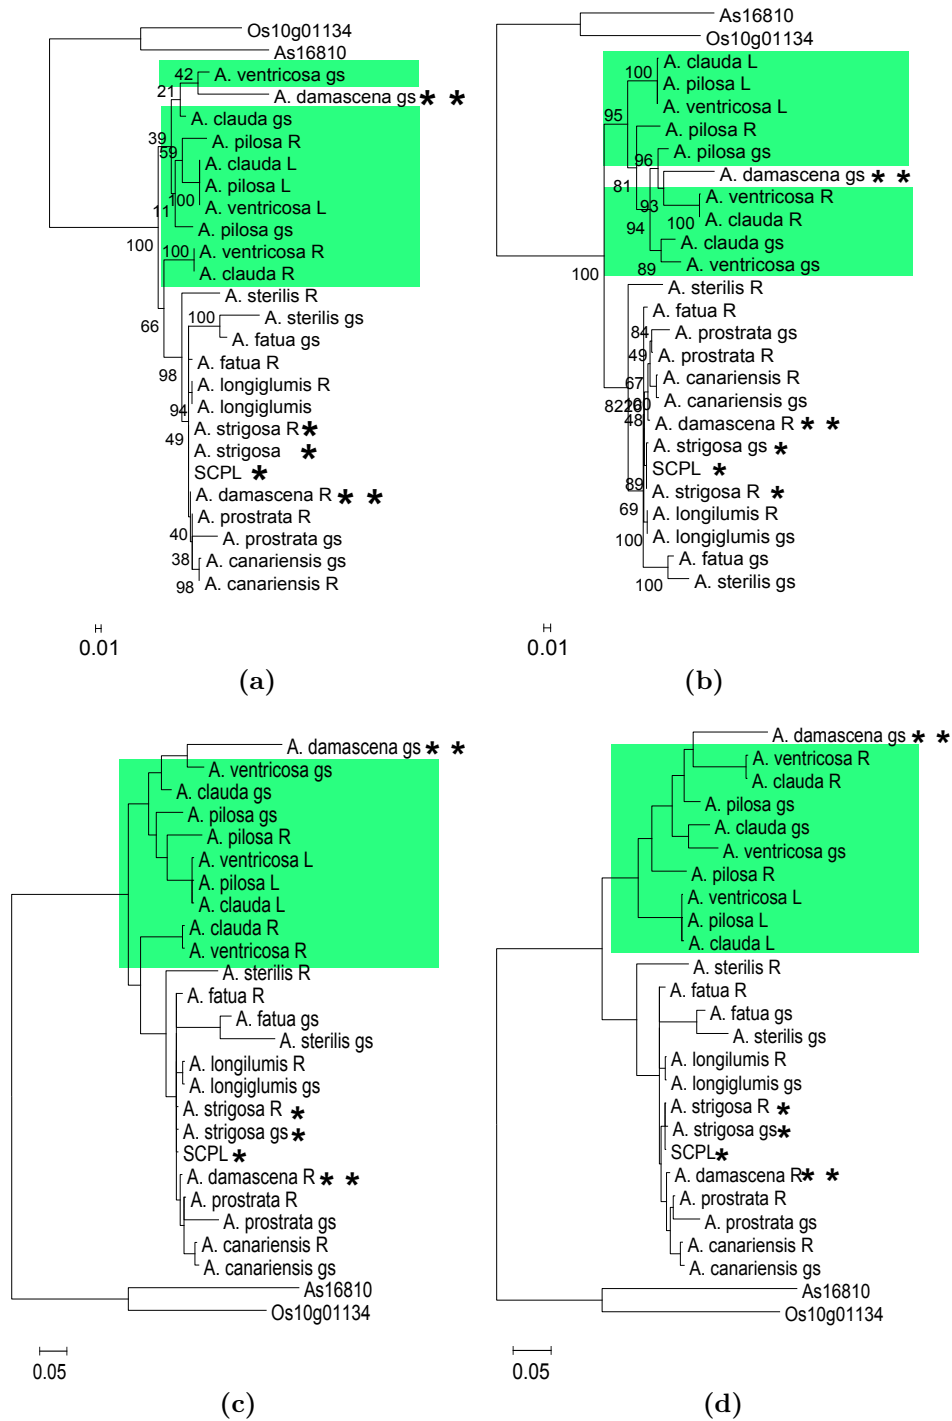 Os10g01134
As16810
42 A. ventricosa gs
21
A. damascena gs * *
A. clauda gs
39
A. pilosa R
59
A. clauda L
A. pilosa L
100
A. ventricosa L
11
A. pilosa gs
100
100 A. ventricosa R
A. clauda R
A. sterilis R
66
100 A. sterilis gs
A. fatua gs
A. fatua R
98
A. longiglumis R
94 A. longiglumis
A. strigosa R *
49
A. strigosa *
SCPL *
A. damascena R * *
A. prostrata R
40
A. prostrata gs
38 A. canariensis gs
98 A. canariensis R
0.01
(a)
As16810
Os10g01134
A. clauda L
100
A. pilosa L
A. ventricosa L
95
A. pilosa R
A. pilosa gs
96
A. damascena gs * *
81
A. ventricosa R
93
100 A. clauda R
94
A. clauda gs
89 A. ventricosa gs
100
A. sterilis R
A. fatua R
84 A. prostrata gs
49 A. prostrata R
67 A. canariensis R
A. canariensis gs
82
48 A. damascena R * *
A. strigosa gs *
SCPL *
89 A. strigosa R *
69 A. longilumis R
100 A. longiglumis gs
A. fatua gs
100 A. sterilis gs
0.01
(b)
A. damascena gs * *
A. ventricosa gs
A. clauda gs
A. pilosa gs
A. pilosa R
A. ventricosa L
A. pilosa L
A. clauda L
A. clauda R
A. ventricosa R
A. sterilis R
A. fatua R
A. fatua gs
A. sterilis gs
A. longilumis R
A. longiglumis gs
A. strigosa R *
A. strigosa gs *
SCPL *
A. damascena R * *
A. prostrata R
A. prostrata gs
A. canariensis R
A. canariensis gs
As16810
Os10g01134
0.05
(c)
A. damascena gs * *
A. ventricosa R
A. clauda R
A. pilosa gs
A. clauda gs
A. ventricosa gs
A. pilosa R
A. ventricosa L
A. pilosa L
A. clauda L
A. sterilis R
A. fatua R
A. fatua gs
A. sterilis gs
A. longilumis R
A. longiglumis gs
A. strigosa R *
A. strigosa gs *
SCPL *
A. damascena R * *
A. prostrata R
A. prostrata gs
A. canariensis R
A. canariensis gs
As16810
Os10g01134
0.05
(d)